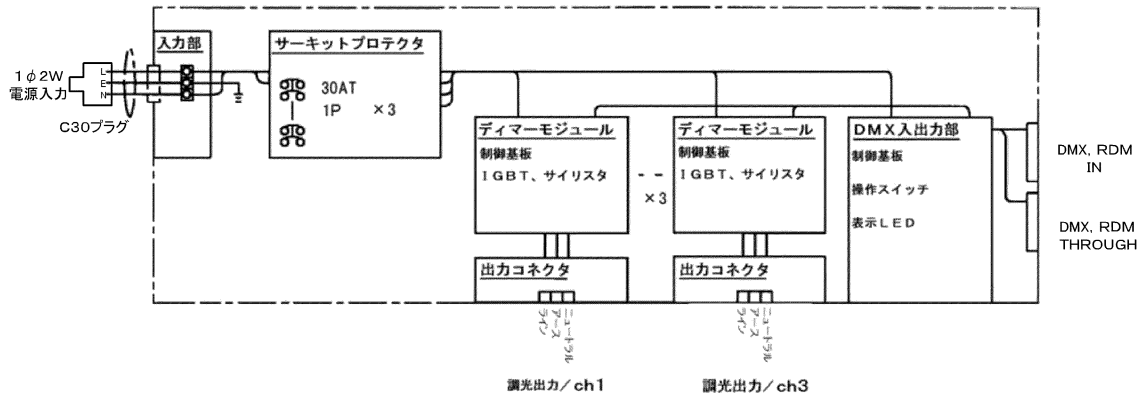 入力部
サーキットプロテクタ
1φ2W
電源入力
L
E
N
C30プラグ
30AT
1P ×3
ディマーモジュール
制御基板
IGBT、サイリスタ
- -
×3
ディマーモジュール
制御基板
IGBT、サイリスタ
DMX入出力部
制御基板
操作スイッチ
表示LED
DMX, RDM
IN
DMX, RDM
THROUGH
出力コネクタ
出力コネクタ
ライン
アース
ニュートラル
ライン
アース
ニュートラル
調光出力/ch1
調光出力/ch3